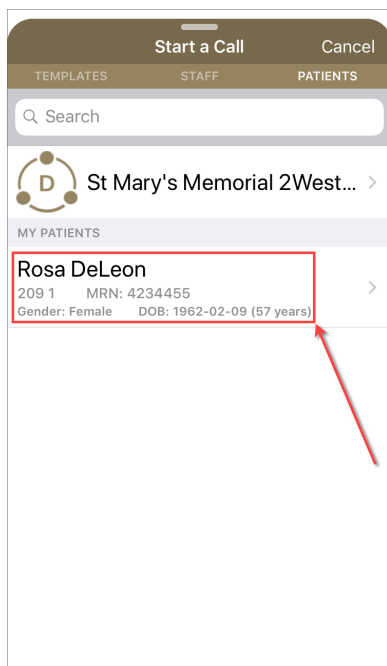 Start a Call
Cancel
TEMPLATES
STAFF
PATIENTS
Search
D
St Mary's Memorial 2West...
MY PATIENTS
Rosa DeLeon
209 1 MRN: 4234455
Gender: Female DOB: 1962-02-09 (57 years)